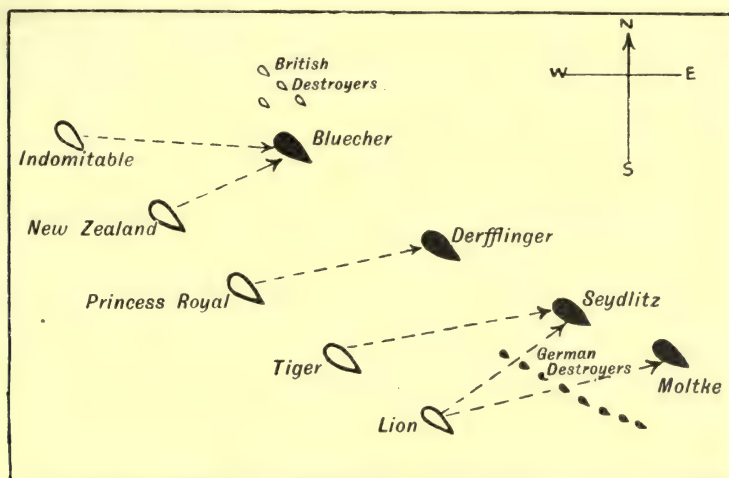 N
W E
S
British
Destroyers
Bluecher
Indomitable
New Zealand
Derfflinger
Princess Royal
Seydlitz
German
Destroyers
Tiger
Moltke
Lion